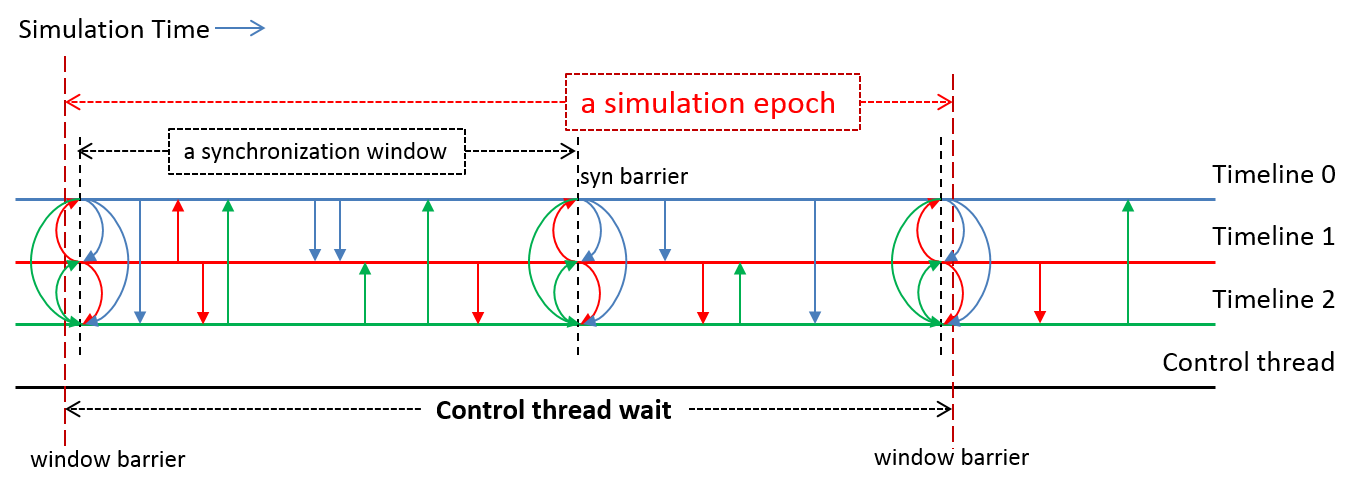 Simulation Time
a simulation epoch
a synchronization window
syn barrier
Timeline 0
Timeline 1
Timeline 2
Control thread
Control thread wait
window barrier
window barrier